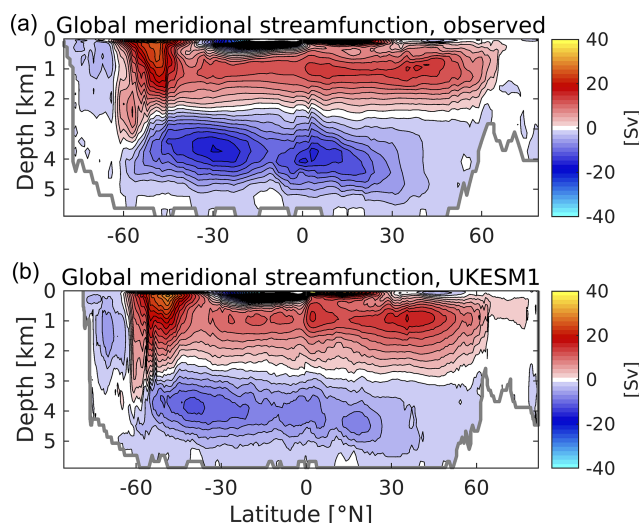 (a) Global meridional streamfunction, observed
0
1
2
3
4
5
Depth [km]
-60 -30 0 30 60
40
20
0
-20
-40
[Sv]
(b) Global meridional streamfunction, UKESM1
0
1
2
3
4
5
Depth [km]
-60 -30 0 30 60
Latitude [°N]
40
20
0
-20
-40
[Sv]